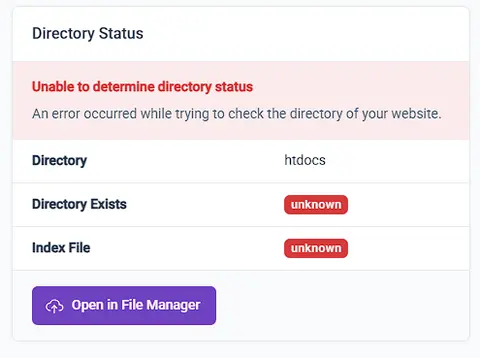 Directory Status
Unable to determine directory status
An error occurred while trying to check the directory of your website.
Directory htdocs
Directory Exists unknown
Index File unknown
Open in File Manager